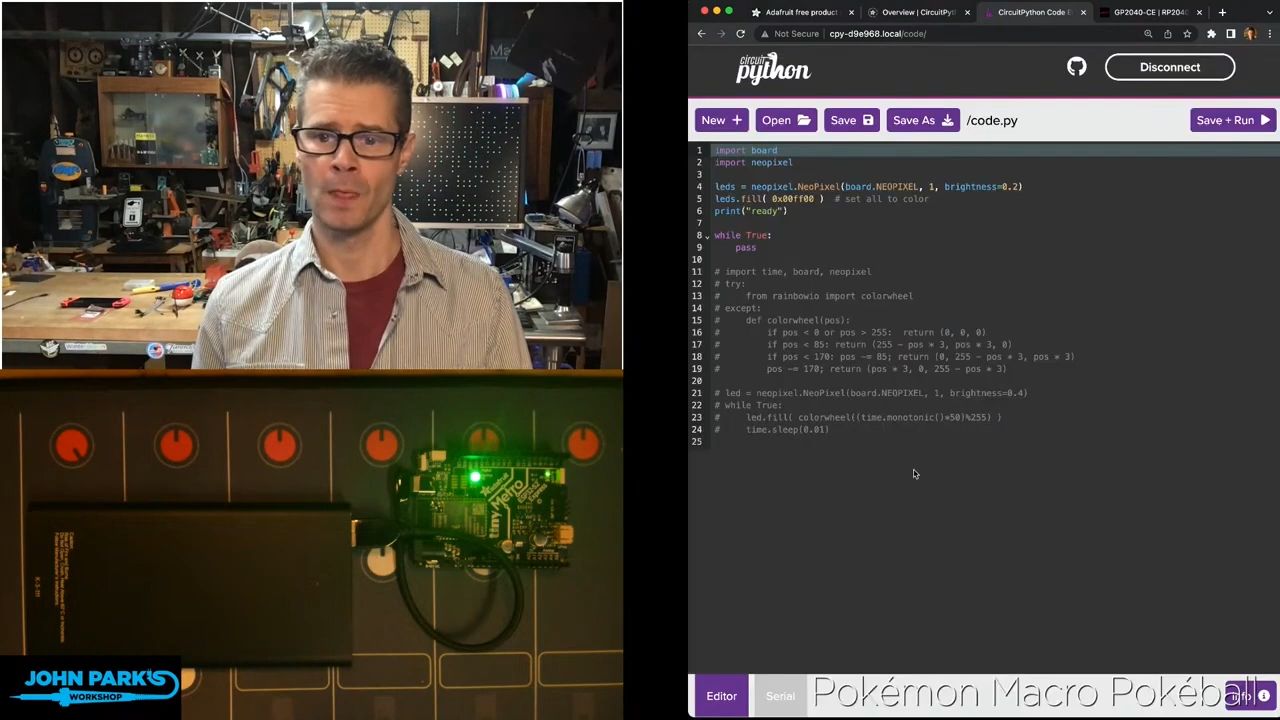 Adafruit product
Overview | CircuitPyt
CircuitPython Code E
GP2040-CE | RP2040
Not Secure
cpy-d9e968.local/code/
circuit
python
Disconnect
New +
Open
Save
Save As
/code.py
Save + Run
1 import board
2 import neopixel
3
4 leds = neopixel.NeoPixel(board.NEOPIXEL, 1, brightness=0.2)
5 leds.fill( 0x00ff00 )  # set all to color
6 print("ready")
7
8 while True:
9     pass
10
11 # import time, board, neopixel
12 # try:
13 #     from rainbowio import colorwheel
14 # except:
15 #     def colorwheel(pos):
16 #         if pos < 0 or pos > 255:  return (0, 0, 0)
17 #         if pos < 85: return (255 - pos * 3, pos * 3, 0)
18 #         if pos < 170: pos -= 85; return (0, 255 - pos * 3, pos * 3)
19 #         pos -= 170; return (pos * 3, 0, 255 - pos * 3)
20
21 # led = neopixel.NeoPixel(board.NEOPIXEL, 1, brightness=0.4)
22 # while True:
23 #     led.fill( colorwheel((time.monotonic()*50)%255) )
24 #     time.sleep(0.01)
25
Editor
Serial
Pokémon Macro Pokéball
tiny Metro
JOHN PARK'S
WORKSHOP